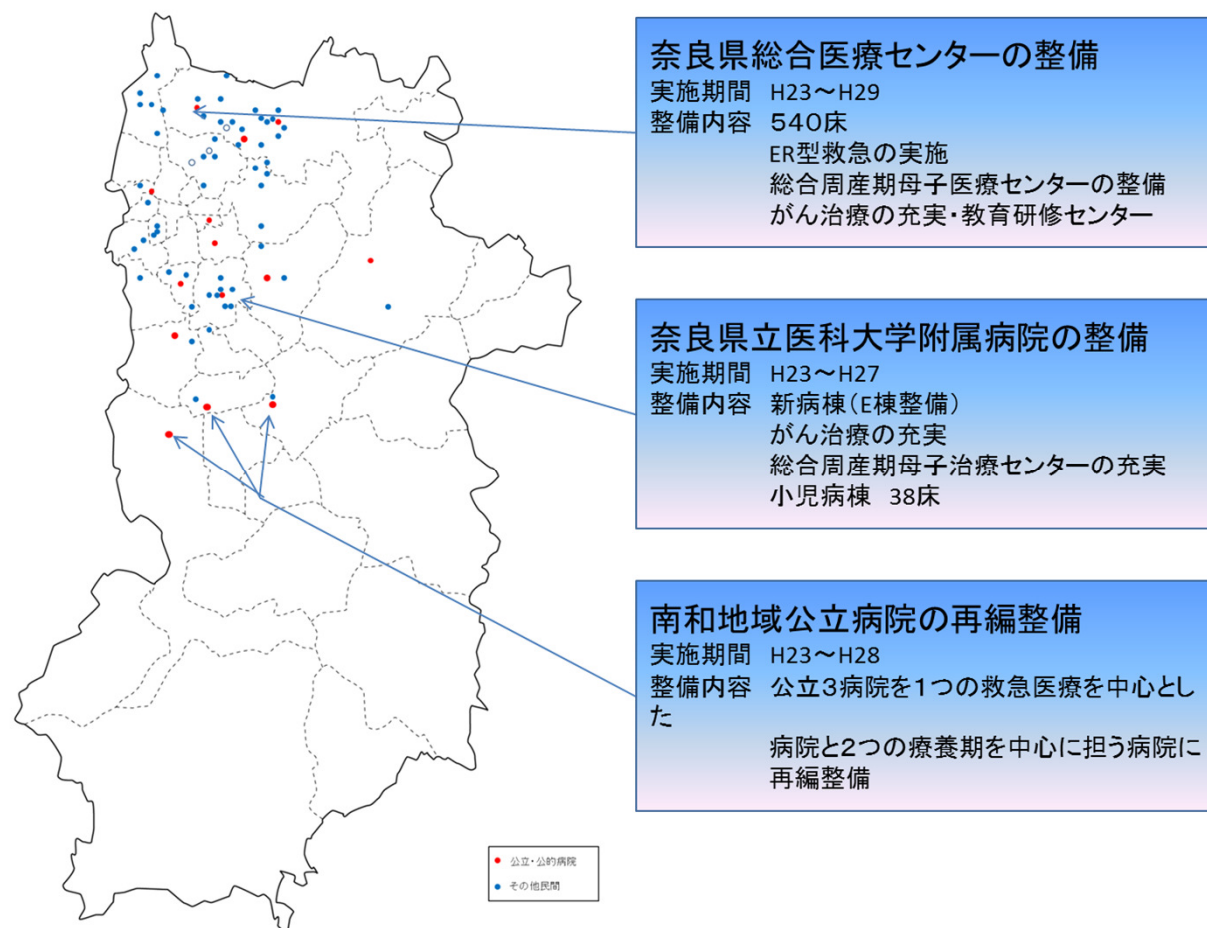 奈良県総合医療センターの整備
実施期間 H23～H29
整備内容 540床
ER型救急の実施
総合周産期母子医療センターの整備
がん治療の充実・教育研修センター
奈良県立医科大学附属病院の整備
実施期間 H23～H27
整備内容 新病棟(E棟整備)
がん治療の充実
総合周産期母子治療センターの充実
小児病棟 38床
南和地域公立病院の再編整備
実施期間 H23～H28
整備内容 公立3病院を1つの救急医療を中心とし
た
病院と2つの療養期を中心に担う病院に
再編整備
公立・公的病院
その他民間